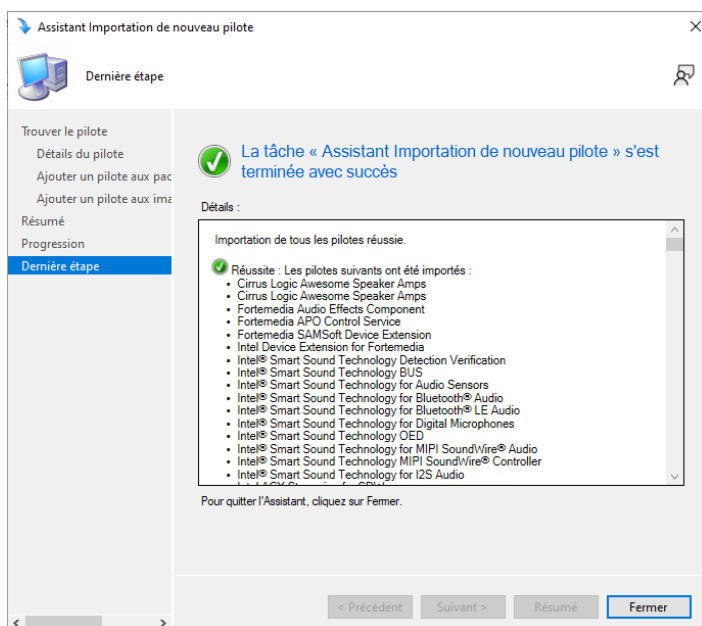 Assistant Importation de nouveau pilote
Dernière étape
Trouver le pilote
Détails du pilote
Ajouter un pilote aux pac
Ajouter un pilote aux ima
Résumé
Progression
Dernière étape
La tâche « Assistant Importation de nouveau pilote » s'est
terminée avec succès
Détails :
Importation de tous les pilotes réussie.
Réussite : Les pilotes suivants ont été importés :
• Cirrus Logic Awesome Speaker Amps
• Cirrus Logic Awesome Speaker Amps
• Fortemedia Audio Effects Component
• Fortemedia APO Control Service
• Fortemedia SAMSoft Device Extension
• Intel Device Extension for Fortemedia
• Intel® Smart Sound Technology Detection Verification
• Intel® Smart Sound Technology BUS
• Intel® Smart Sound Technology for Audio Sensors
• Intel® Smart Sound Technology for Bluetooth® Audio
• Intel® Smart Sound Technology for Bluetooth® LE Audio
• Intel® Smart Sound Technology for Digital Microphones
• Intel® Smart Sound Technology OED
• Intel® Smart Sound Technology for MIPI SoundWire® Audio
• Intel® Smart Sound Technology MIPI SoundWire® Controller
• Intel® Smart Sound Technology for I2S Audio
Pour quitter l'Assistant, cliquez sur Fermer.
< Précédent
Suivant >
Résumé
Fermer